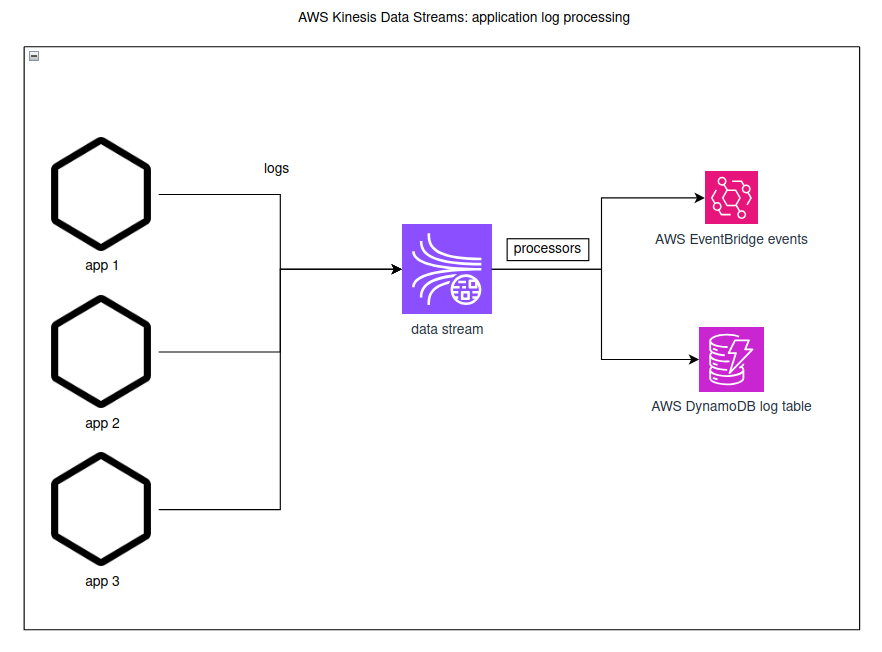 AWS Kinesis Data Streams: application log processing
logs
app 1
processors
AWS EventBridge events
data stream
app 2
AWS DynamoDB log table
app 3